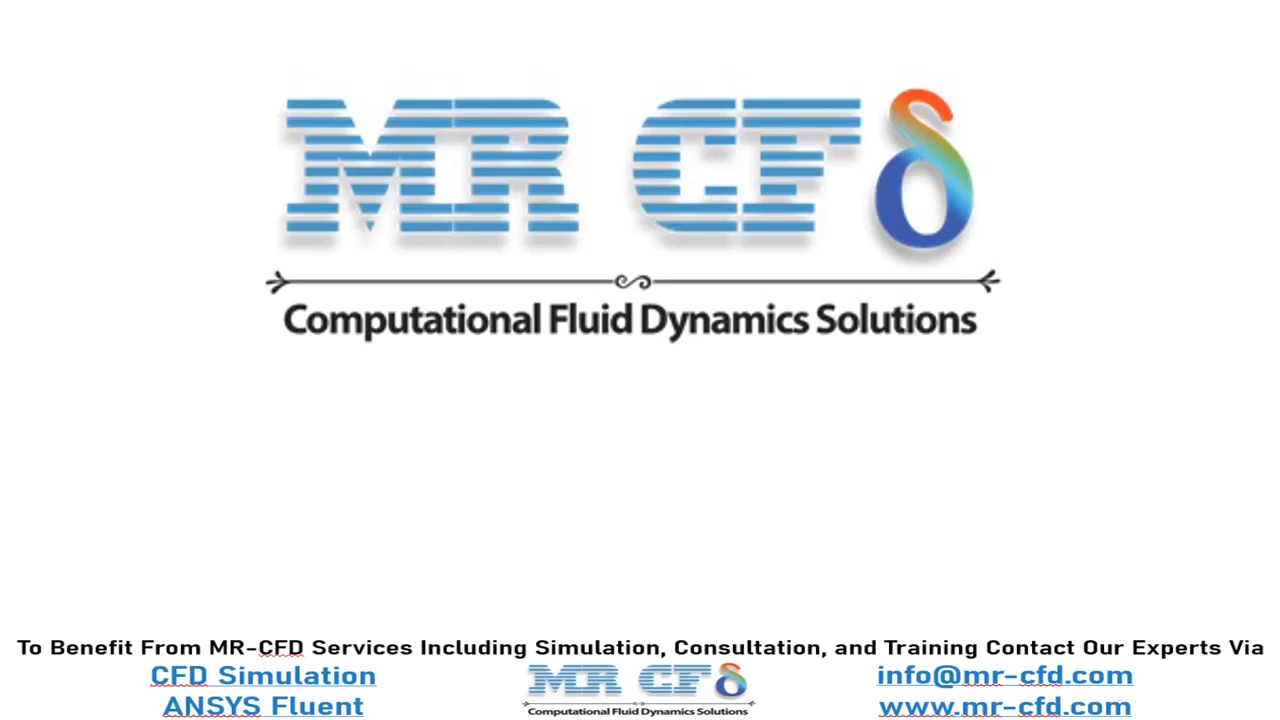 MR CFδ
Computational Fluid Dynamics Solutions
To Benefit From MR-CFD Services Including Simulation, Consultation, and Training Contact Our Experts Via
CFD Simulation
ANSYS Fluent
MR CFδ
Computational Fluid Dynamics Solutions
info@mr-cfd.com
www.mr-cfd.com